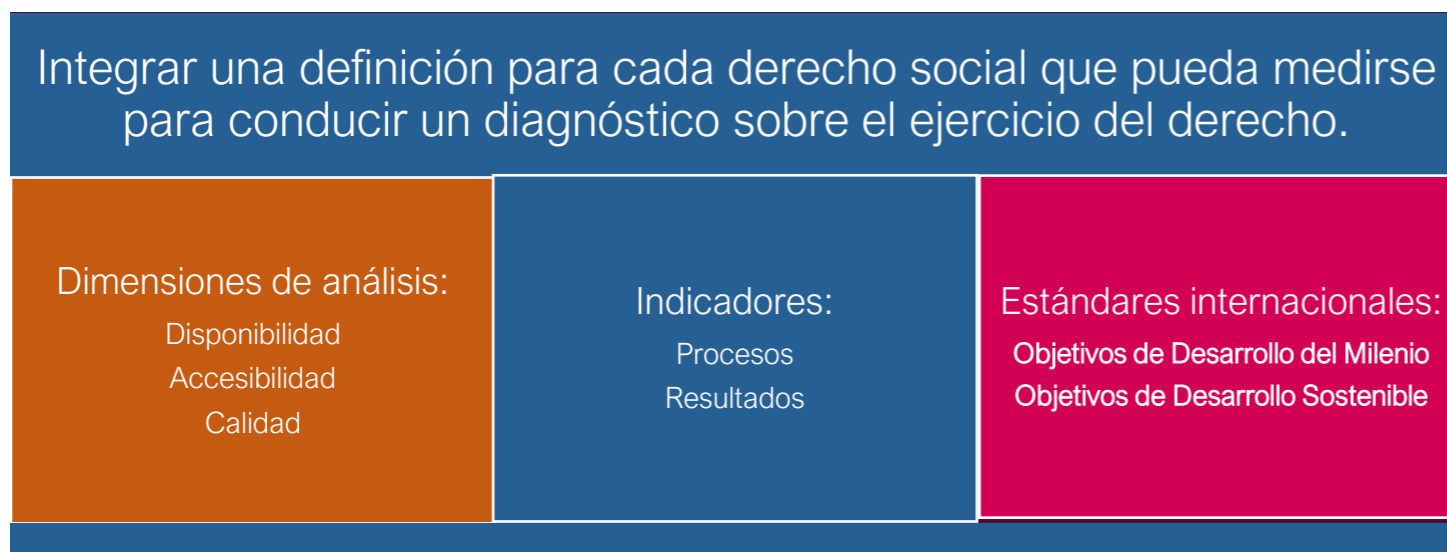 Integrar una definición para cada derecho social que pueda medirse
para conducir un diagnóstico sobre el ejercicio del derecho.
Dimensiones de análisis:
Disponibilidad
Accesibilidad
Calidad
Indicadores:
Procesos
Resultados
Estándares internacionales:
Objetivos de Desarrollo del Milenio
Objetivos de Desarrollo Sostenible